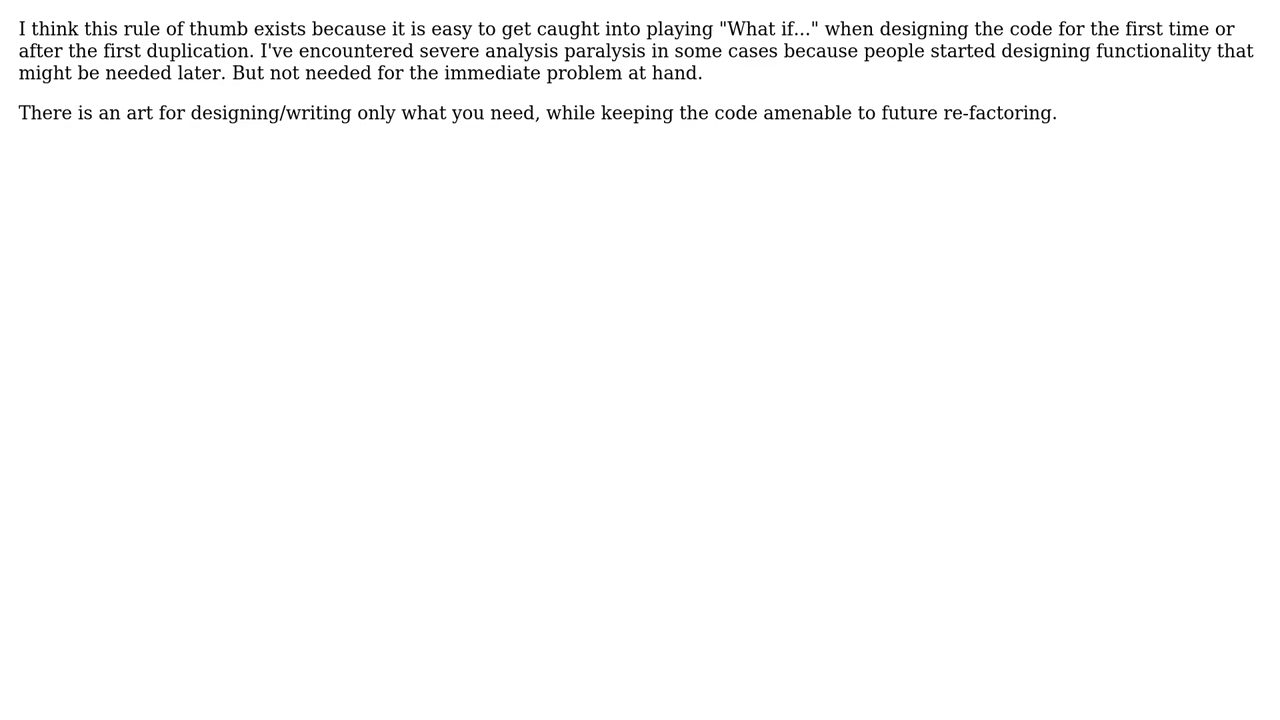 I think this rule of thumb exists because it is easy to get caught into playing "What if..." when designing the code for the first time or
after the first duplication. I've encountered severe analysis paralysis in some cases because people started designing functionality that
might be needed later. But not needed for the immediate problem at hand.
There is an art for designing/writing only what you need, while keeping the code amenable to future re-factoring.